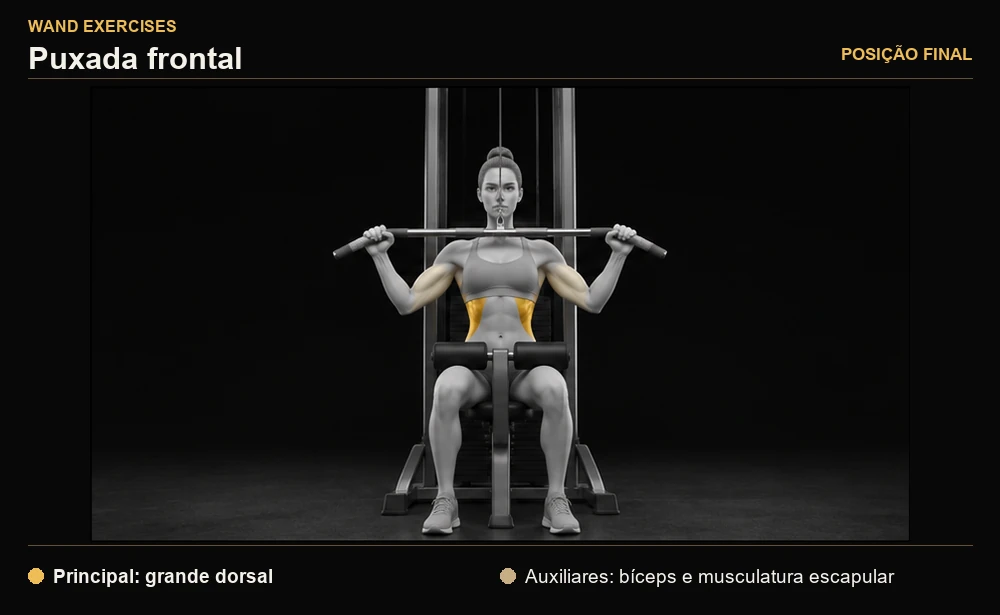 WAND EXERCISES
Puxada frontal
POSIÇÃO FINAL
Principal: grande dorsal
Auxiliares: bíceps e musculatura escapular